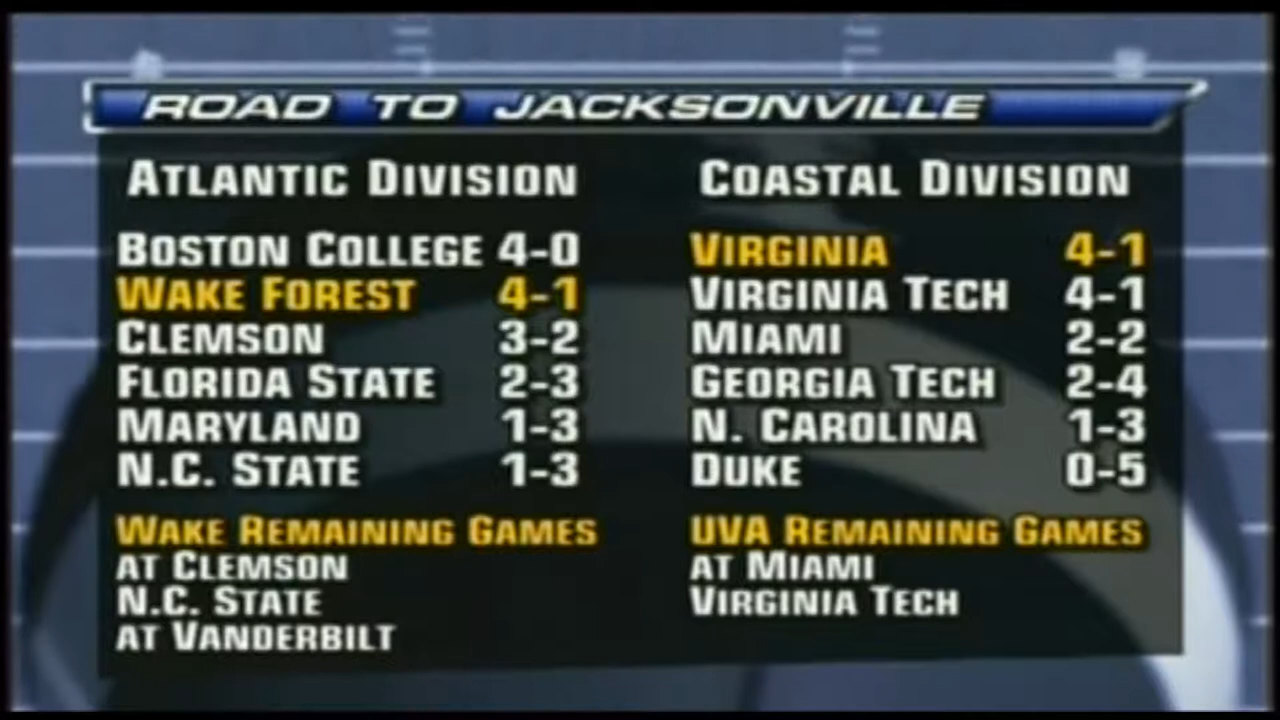 ROAD TO JACKSONVILLE
ATLANTIC DIVISION
BOSTON COLLEGE 4-0
WAKE FOREST 4-1
CLEMSON 3-2
FLORIDA STATE 2-3
MARYLAND 1-3
N.C. STATE 1-3
WAKE REMAINING GAMES
AT CLEMSON
N.C. STATE
AT VANDERBILT
COASTAL DIVISION
VIRGINIA 4-1
VIRGINIA TECH 4-1
MIAMI 2-2
GEORGIA TECH 2-4
N. CAROLINA 1-3
DUKE 0-5
UVA REMAINING GAMES
AT MIAMI
VIRGINIA TECH